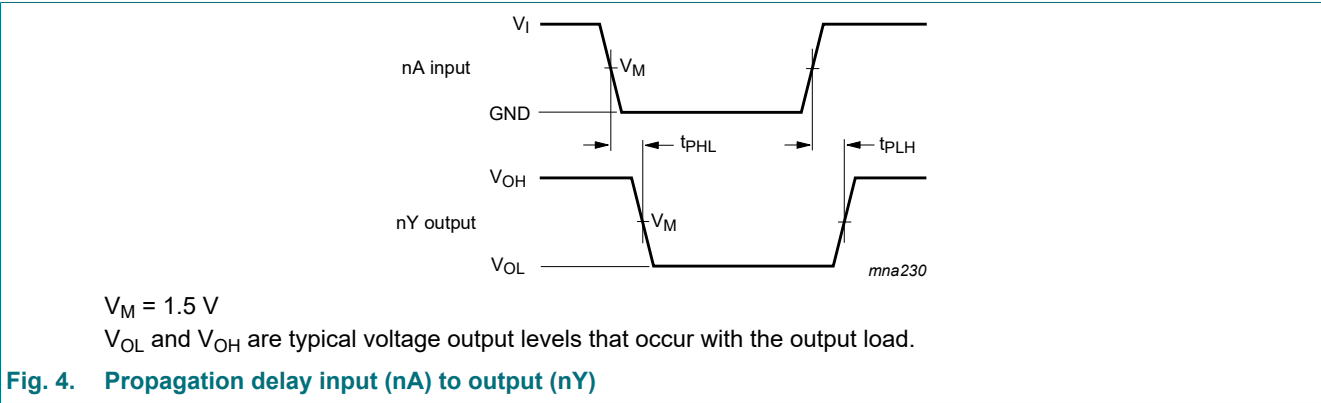 VI
nA input
VM
GND
tPHL
tPLH
VOH
nY output
VM
VOL
mna230
VM = 1.5 V
VOL and VOH are typical voltage output levels that occur with the output load.
Fig. 4. Propagation delay input (nA) to output (nY)